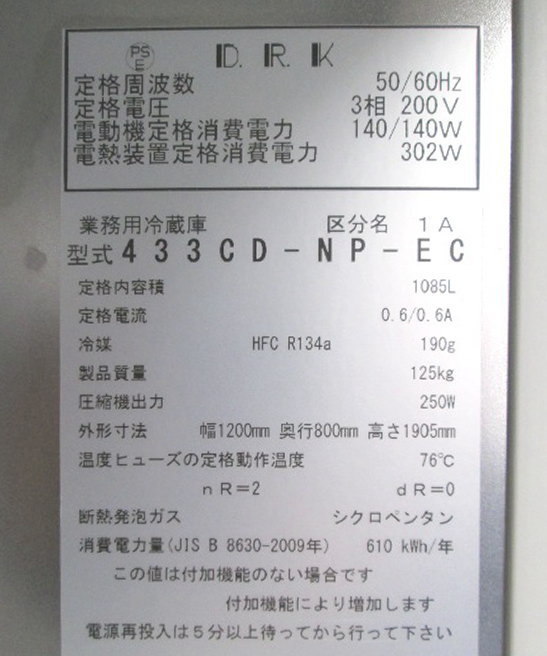 PS
E
D.R.K
定格周波数 50/60Hz
定格電圧 3相 200V
電動機定格消費電力 140/140W
電熱装置定格消費電力 302W
業務用冷蔵庫 区分名 1A
型式 433CD-NP-EC
定格内容積 1085L
定格電流 0.6/0.6A
冷媒 HFC R134a 190g
製品質量 125kg
圧縮機出力 250W
外形寸法 幅1200mm 奥行800mm 高さ1905mm
温度ヒューズの定格動作温度 76℃
nR=2 dR=0
断熱発泡ガス シクロペンタン
消費電力量(JIS B 8630-2009年) 610 kWh/年
この値は付加機能のない場合です
付加機能により増加します
電源再投入は5分以上待ってから行って下さい